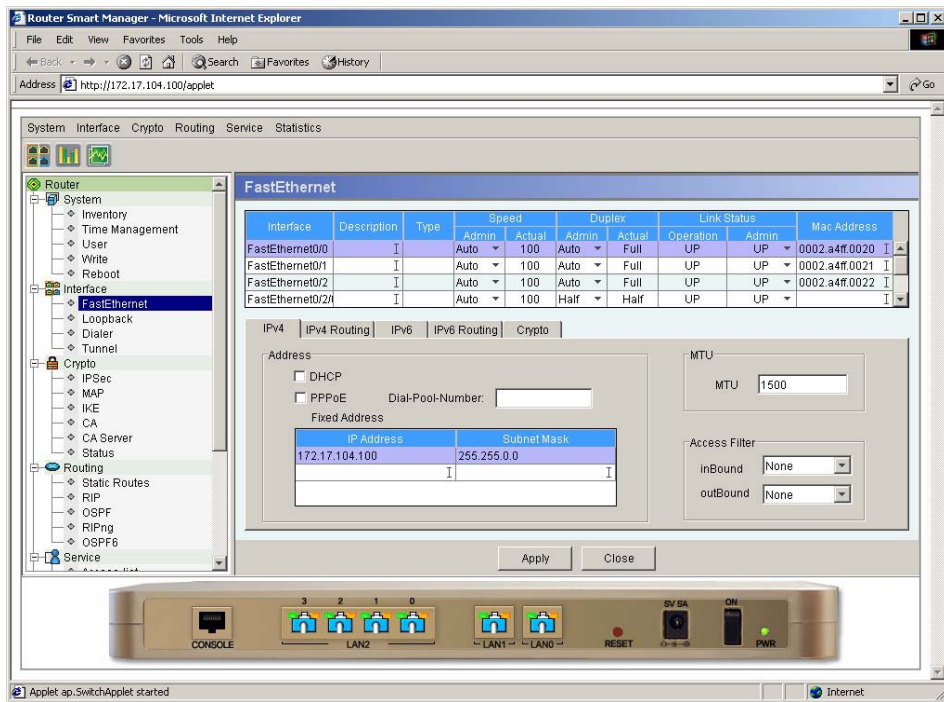 Router Smart Manager - Microsoft Internet Explorer
File Edit View Favorites Tools Help
Back Search Favorites History
Address http://172.17.104.100/applet Go
System Interface Crypto Routing Service Statistics
Router
System
Inventory
Time Management
User
Write
Reboot
Interface
FastEthernet
Loopback
Dialer
Tunnel
Crypto
IPSec
MAP
IKE
CA
CA Server
Status
Routing
Static Routes
RIP
OSPF
RIPng
OSPF6
Service
FastEthernet
Interface Description Type Speed Duplex Link Status Mac Address
Admin Actual Admin Actual Operation Admin
FastEthernet0/0 Auto 100 Auto Full UP UP 0002.a4ff.0020
FastEthernet0/1 Auto 100 Auto Full UP UP 0002.a4ff.0021
FastEthernet0/2 Auto 100 Auto Full UP UP 0002.a4ff.0022
FastEthernet0/2/ Auto 100 Half Half UP UP
IPv4 IPv4 Routing IPv6 IPv6 Routing Crypto
Address
DHCP
PPPoE Dial-Pool-Number:
Fixed Address
IP Address Subnet Mask
172.17.104.100 255.255.0.0
MTU
MTU 1500
Access Filter
inBound None
outBound None
Apply Close
3 2 1 0
CONSOLE LAN2 LAN1 LAN0 RESET 5V 5A ON PWR
Applet ap.SwitchApplet started Internet